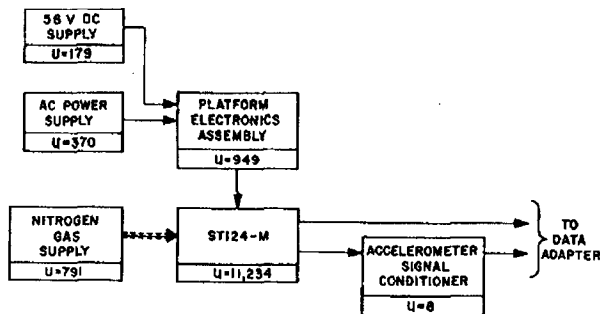 56 V DC
SUPPLY
U=179
AC POWER
SUPPLY
U=370
PLATFORM
ELECTRONICS
ASSEMBLY
U=949
NITROGEN
GAS
SUPPLY
U=791
ST124-M
U=11,234
ACCELEROMETER
SIGNAL
CONDITIONER
U=8
TO
DATA
ADAPTER